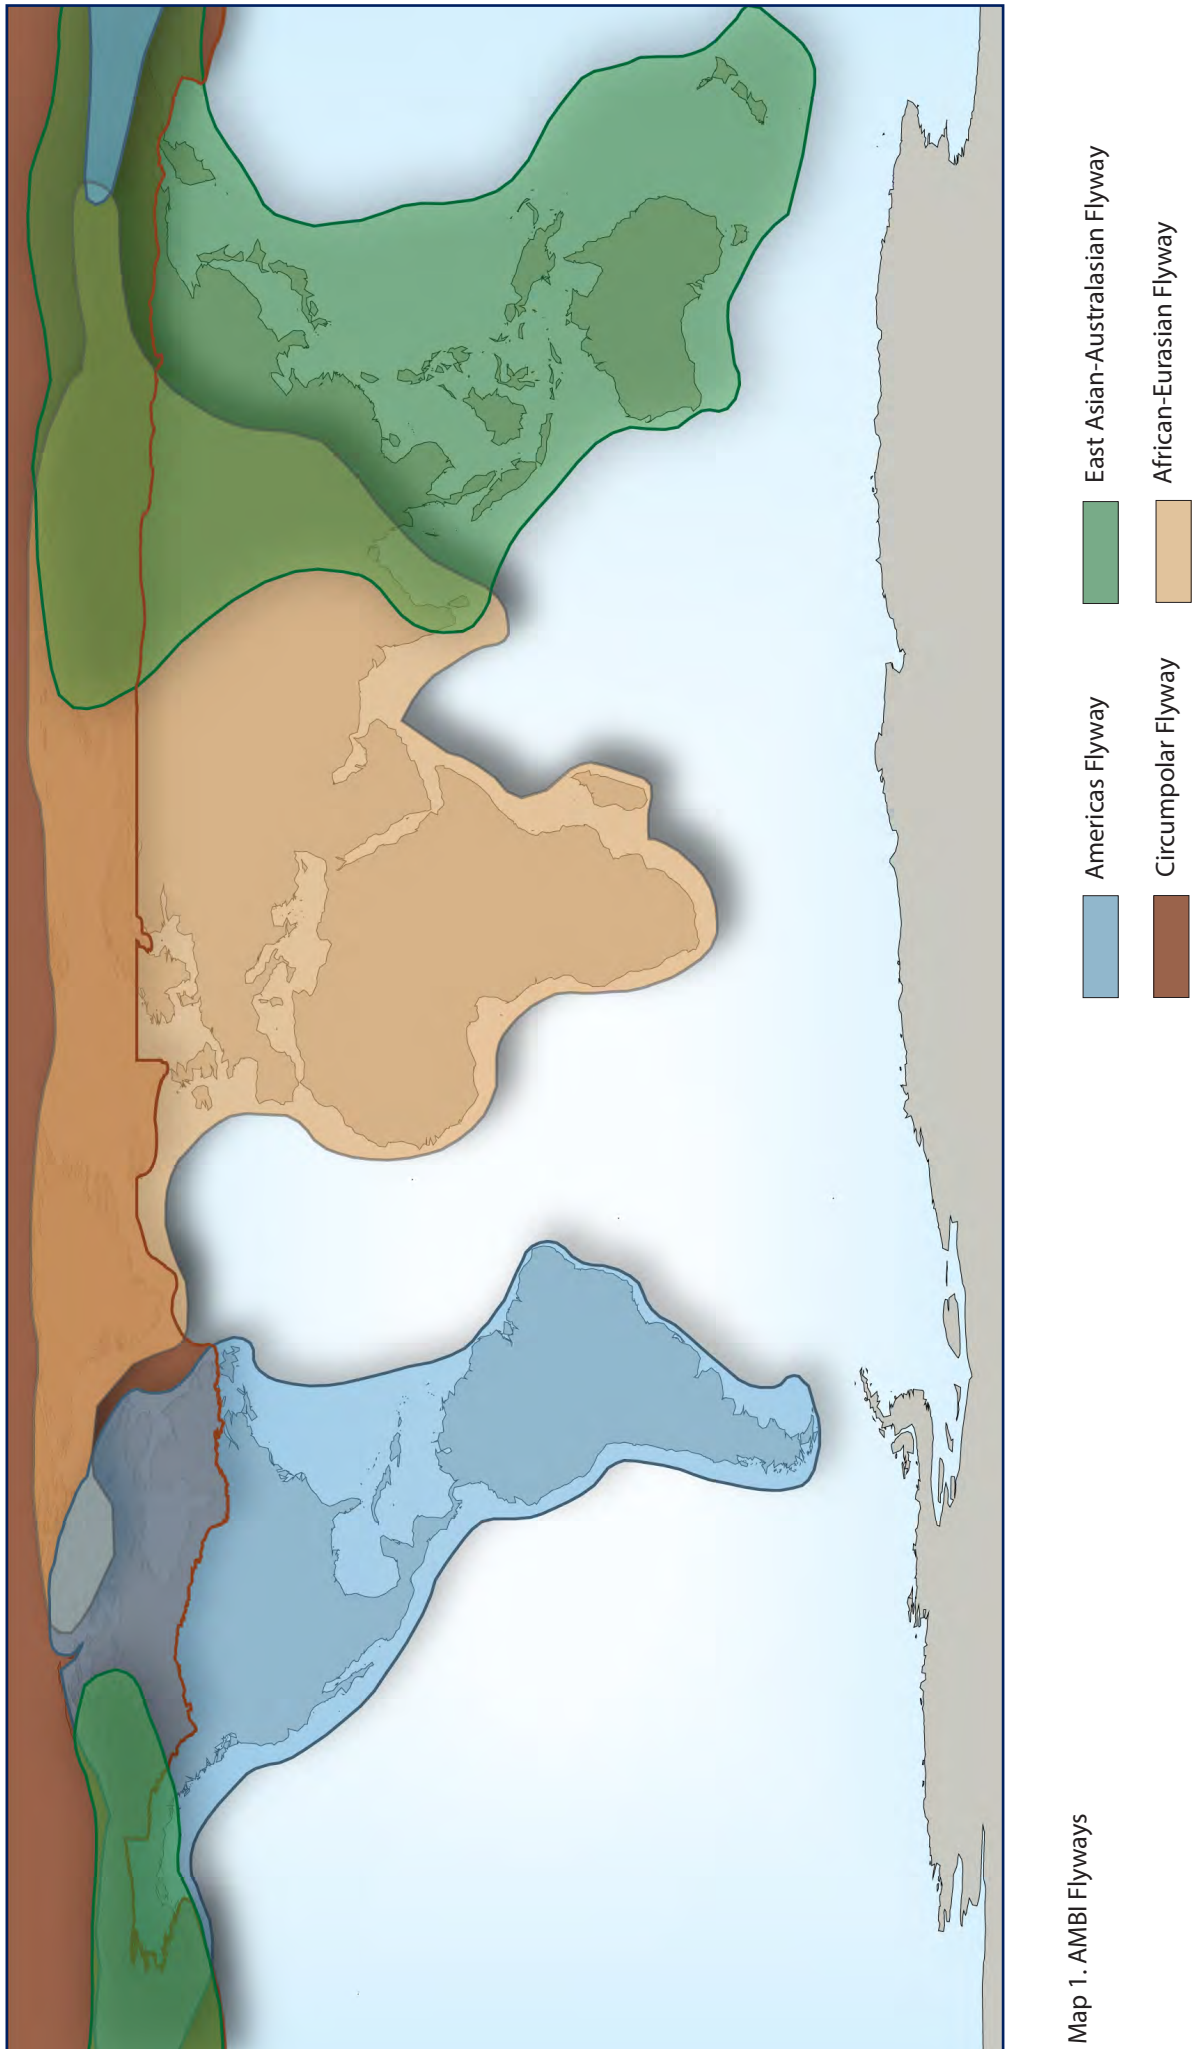 Map 1. AMBI Flyways
Americas Flyway
East Asian-Australasian Flyway
Circumpolar Flyway
African-Eurasian Flyway